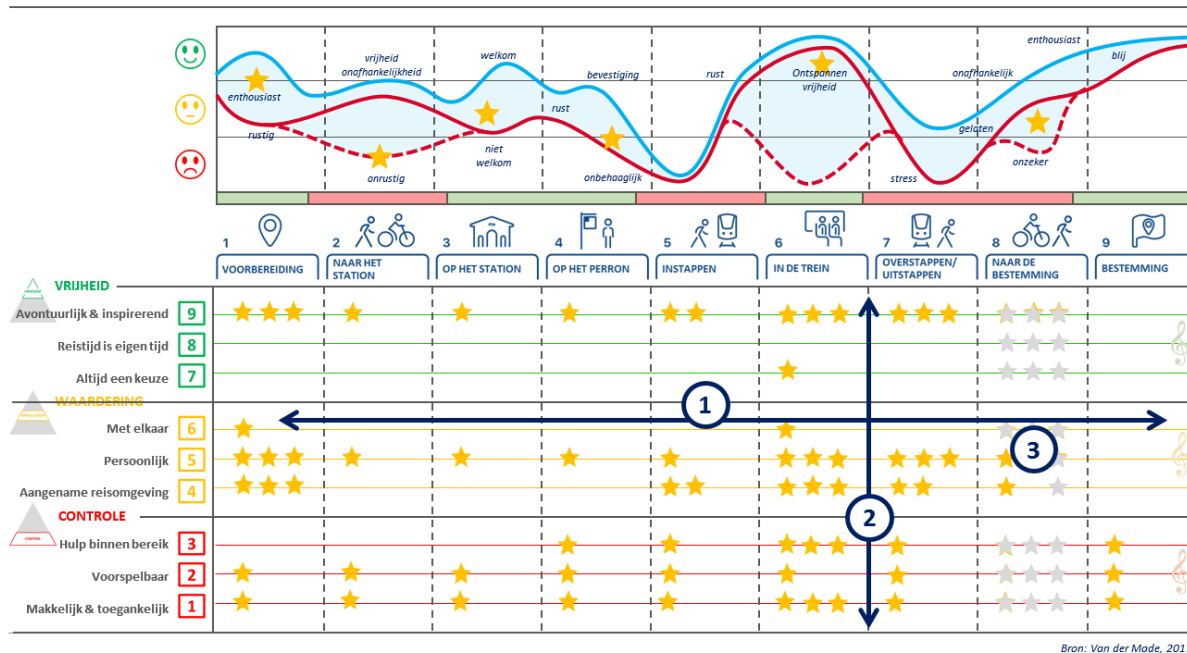 enthousiast
rustig
vrijheid
onafhankelijkheid
onrustig
welkom
niet
welkom
rust
bevestiging
onbehaaglijk
rust
Ontspannen
vrijheid
stress
onafhankelijk
gelaten
enthousiast
onzeker
blij
1
VOORBEREIDING
2
NAAR HET
STATION
3
OP HET STATION
4
OP HET PERRON
5
INSTAPPEN
6
IN DE TREIN
7
OVERSTAPPEN/
UITSTAPPEN
8
NAAR DE
BESTEMMING
9
BESTEMMING
VRIJHEID
Avontuurlijk & inspirerend 9
Reistijd is eigen tijd 8
Altijd een keuze 7
WAARDERING
Met elkaar 6
Persoonlijk 5
Aangename reisomgeving 4
CONTROLE
CONTROL
Hulp binnen bereik 3
Voorspelbaar 2
Makkelijk & toegankelijk 1
1
2
3
Bron: Van der Made, 201